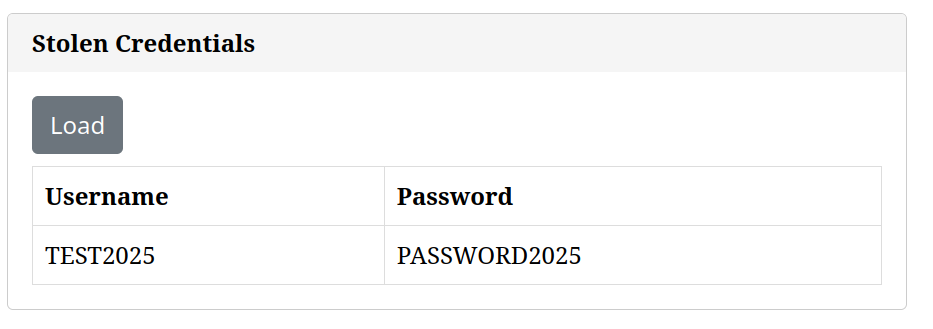 Stolen Credentials
Load
Username Password
TEST2025 PASSWORD2025